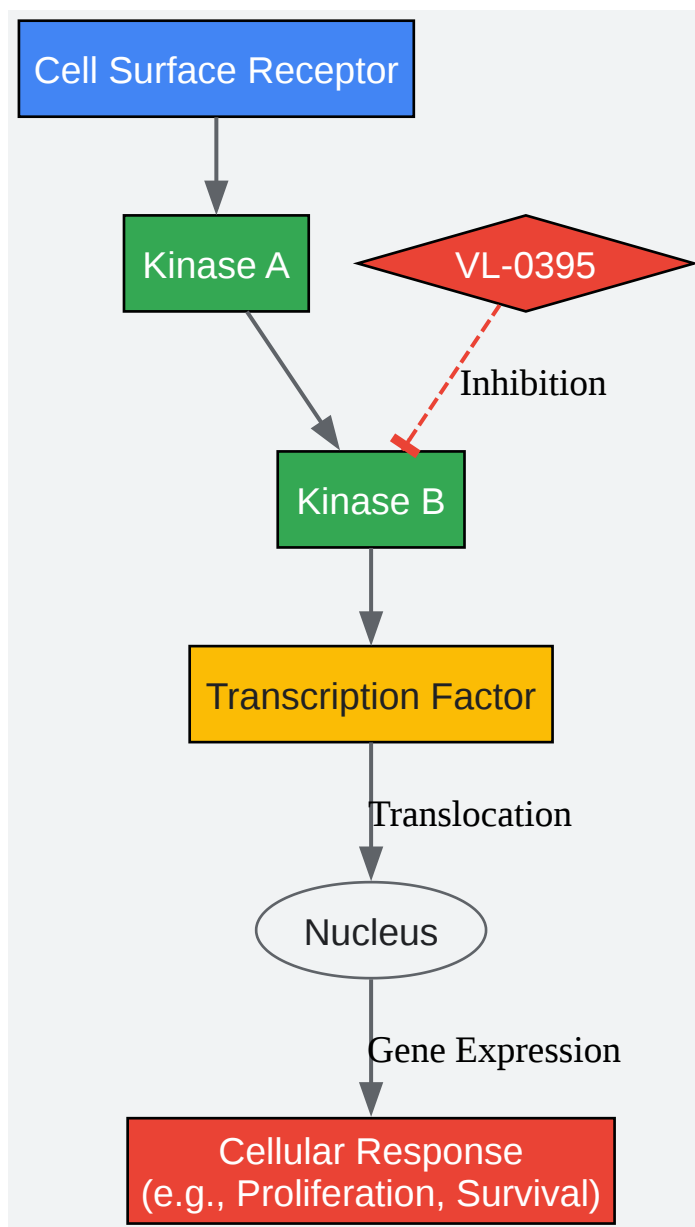 Cell Surface Receptor
Kinase A
VL-0395
Inhibition
Kinase B
Transcription Factor
Translocation
Nucleus
Gene Expression
Cellular Response
(e.g., Proliferation, Survival)